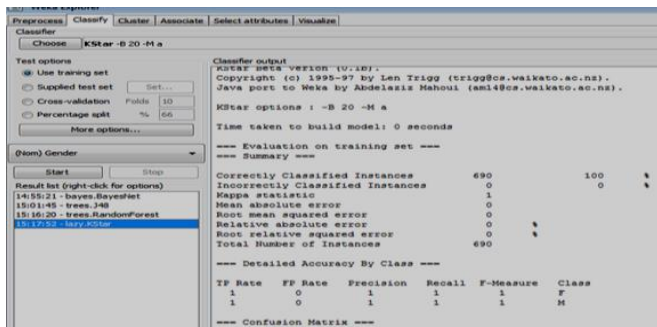 Weka Explorer
Preprocess Classify Cluster Associate Select attributes Visualize
Classifier
Choose KStar -B 20 -M a
Test options
Use training set
Supplied test set Set...
Cross-validation Folds 10
Percentage split % 66
More options...
(Nom) Gender
Start Stop
Result list (right-click for options)
14:55:21 - bayes.BayesNet
15:01:45 - trees.J48
15:16:20 - trees.RandomForest
15:17:52 - lazy.KStar
Classifier output
KStar Beta Verion (0.1b).
Copyright (c) 1995-97 by Len Trigg (trigg@cs.waikato.ac.nz).
Java port to Weka by Abdelaziz Mahoui (am14@cs.waikato.ac.nz).
KStar options : -B 20 -M a
Time taken to build model: 0 seconds
=== Evaluation on training set ===
=== Summary ===
Correctly Classified Instances 690 100 %
Incorrectly Classified Instances 0 0 %
Kappa statistic 1
Mean absolute error 0
Root mean squared error 0
Relative absolute error 0 %
Root relative squared error 0 %
Total Number of Instances 690
=== Detailed Accuracy By Class ===
TP Rate FP Rate Precision Recall F-Measure Class
1 0 1 1 1 F
1 0 1 1 1 M
=== Confusion Matrix ===